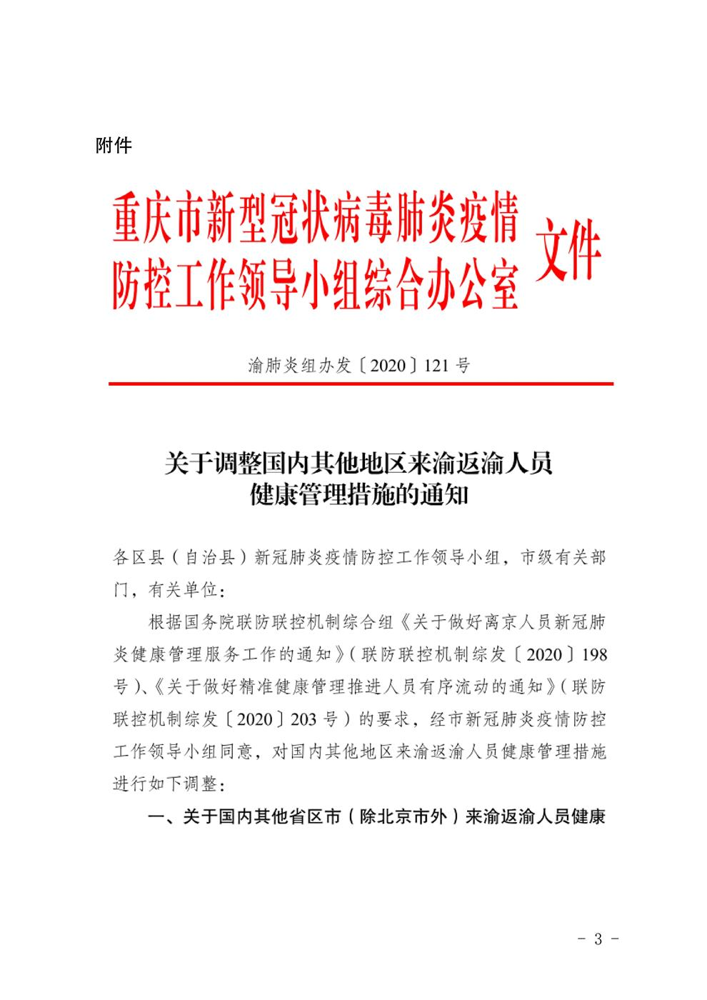 附件
重庆市新型冠状病毒肺炎疫情
防控工作领导小组综合办公室
文件
渝肺炎组办发〔2020〕121 号
关于调整国内其他地区来渝返渝人员
健康管理措施的通知
各区县（自治县）新冠肺炎疫情防控工作领导小组，市级有关部
门，有关单位：
根据国务院联防联控机制综合组《关于做好离京人员新冠肺
炎健康管理服务工作的通知》（联防联控机制综发〔2020〕198
号）、《关于做好精准健康管理推进人员有序流动的通知》（联防
联控机制综发〔2020〕203 号）的要求，经市新冠肺炎疫情防控
工作领导小组同意，对国内其他地区来渝返渝人员健康管理措施
进行如下调整：
一、关于国内其他省区市（除北京市外）来渝返渝人员健康
- 3 -